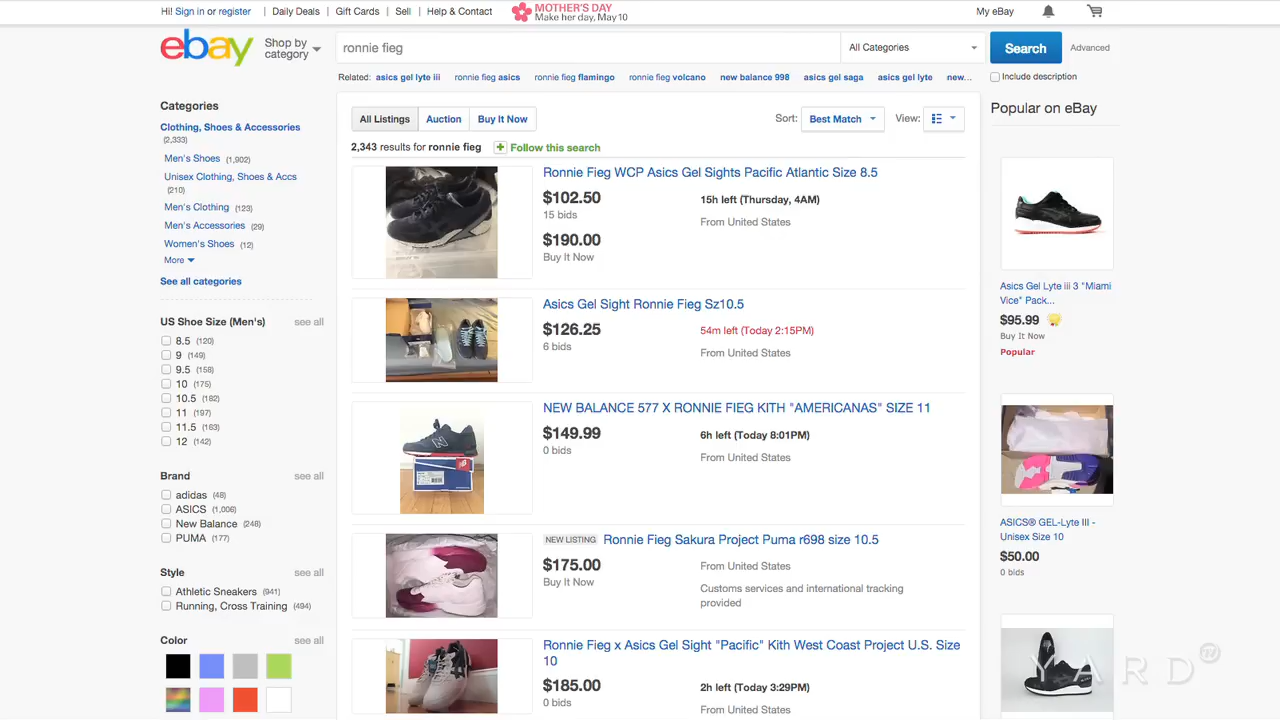 Hi! Sign in or register | Daily Deals | Gift Cards | Sell | Help & Contact
MOTHER'S DAY
Make her day, May 10
My eBay
ebay
Shop by
category
ronnie fieg
All Categories
Search
Advanced
Related: asics gel lyte iii ronnie fieg asics ronnie fieg flamingo ronnie fieg volcano new balance 998 asics gel saga asics gel lyte new...
Include description
Categories
Clothing, Shoes & Accessories
(2,333)
Men's Shoes (1,902)
Unisex Clothing, Shoes & Accs
(210)
Men's Clothing (123)
Men's Accessories (29)
Women's Shoes (12)
More
See all categories
US Shoe Size (Men's) see all
8.5 (120)
9 (149)
9.5 (158)
10 (175)
10.5 (182)
11 (197)
11.5 (163)
12 (142)
Brand see all
adidas (48)
ASICS (1,006)
New Balance (248)
PUMA (177)
Style see all
Athletic Sneakers (941)
Running, Cross Training (494)
Color see all
All Listings Auction Buy It Now
Sort: Best Match View:
2,343 results for ronnie fieg Follow this search
Ronnie Fieg WCP Asics Gel Sights Pacific Atlantic Size 8.5
$102.50
15 bids
$190.00
Buy It Now
15h left (Thursday, 4AM)
From United States
Asics Gel Sight Ronnie Fieg Sz10.5
$126.25
6 bids
54m left (Today 2:15PM)
From United States
NEW BALANCE 577 X RONNIE FIEG KITH "AMERICANAS" SIZE 11
$149.99
0 bids
6h left (Today 8:01PM)
From United States
NEW LISTING Ronnie Fieg Sakura Project Puma r698 size 10.5
$175.00
Buy It Now
From United States
Customs services and international tracking
provided
Ronnie Fieg x Asics Gel Sight "Pacific" Kith West Coast Project U.S. Size
10
$185.00
0 bids
2h left (Today 3:29PM)
From United States
Popular on eBay
Asics Gel Lyte iii 3 "Miami
Vice" Pack...
$95.99
Buy It Now
Popular
ASICS® GEL-Lyte III -
Unisex Size 10
$50.00
0 bids
YARD